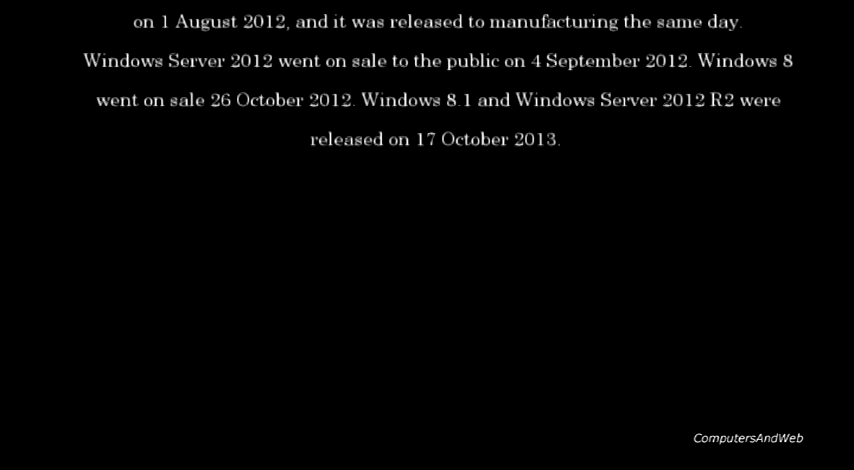 on 1 August 2012, and it was released to manufacturing the same day.
Windows Server 2012 went on sale to the public on 4 September 2012. Windows 8
went on sale 26 October 2012. Windows 8.1 and Windows Server 2012 R2 were
released on 17 October 2013.
ComputersAndWeb